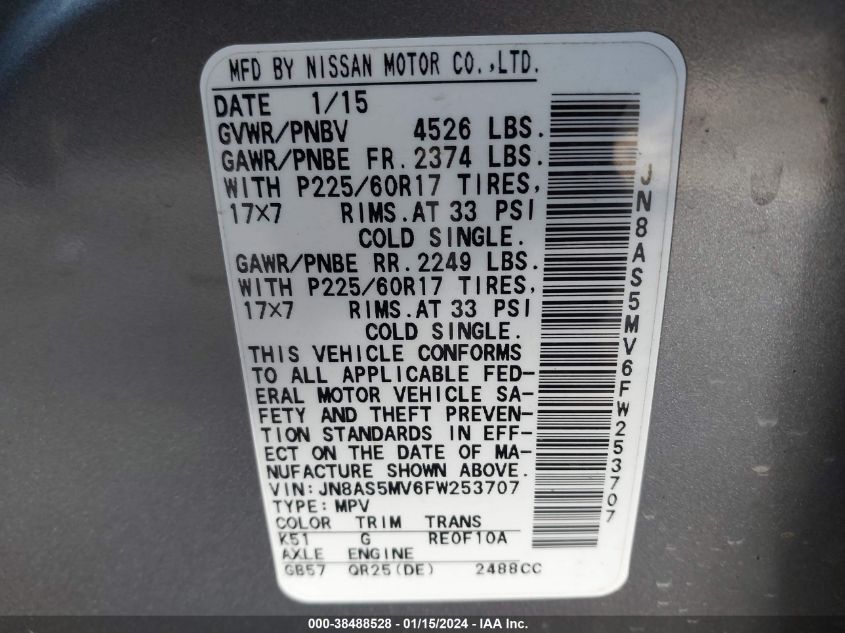 MFD BY NISSAN MOTOR CO.,LTD.
DATE 1/15
GVWR/PNBV 4526 LBS.
GAWR/PNBE FR.2374 LBS.
WITH P225/60R17 TIRES,
17X7 RIMS.AT 33 PSI
COLD SINGLE.
GAWR/PNBE RR.2249 LBS.
WITH P225/60R17 TIRES,
17X7 RIMS.AT 33 PSI
COLD SINGLE.
THIS VEHICLE CONFORMS
TO ALL APPLICABLE FED-
ERAL MOTOR VEHICLE SA-
FETY AND THEFT PREVEN-
TION STANDARDS IN EFF-
ECT ON THE DATE OF MA-
NUFACTURE SHOWN ABOVE.
VIN:JN8AS5MV6FW253707
TYPE:MPV
COLOR TRIM TRANS
K51 G RE0F10A
AXLE ENGINE
GB57 QR25(DE) 2488CC
JN8AS5MV6FW253707
000-38488528 - 01/15/2024 - IAA Inc.